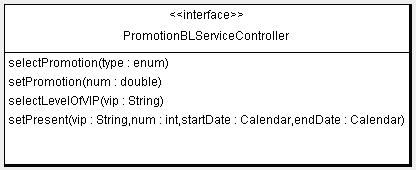 <<interface>>
PromotionBLServiceController
selectPromotion(type : enum)
setPromotion(num : double)
selectLevelOfVIP(vip : String)
setPresent(vip : String,num : int,startDate : Calendar,endDate : Calendar)